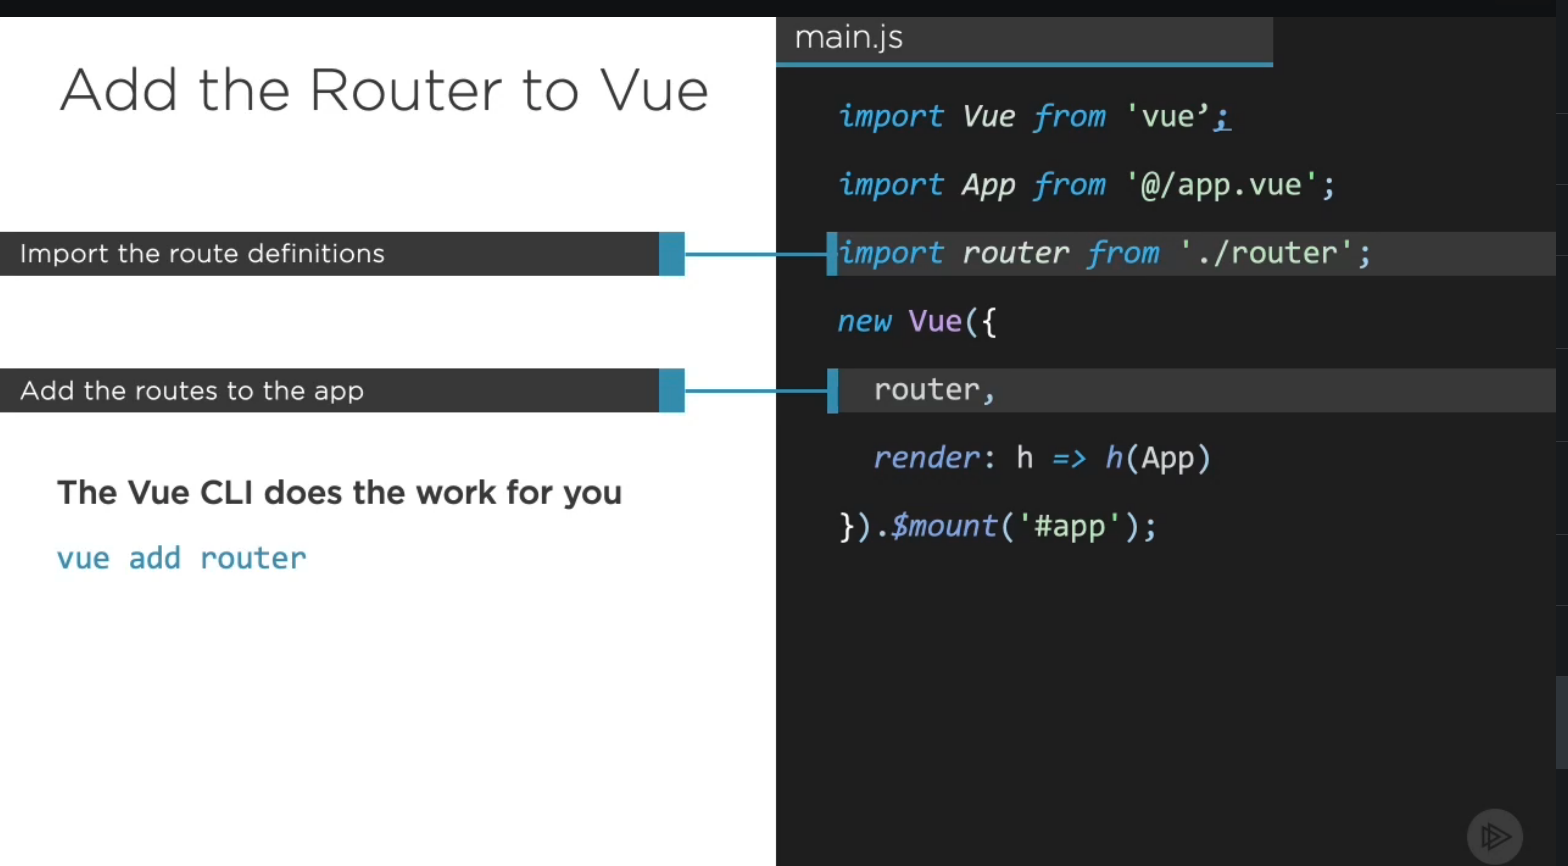 Add the Router to Vue
Import the route definitions
Add the routes to the app
The Vue CLI does the work for you
vue add router
main.js
import Vue from 'vue’;
import App from '@/app.vue';
import router from './router';
new Vue({
  router,
  render: h => h(App)
}).$mount('#app');